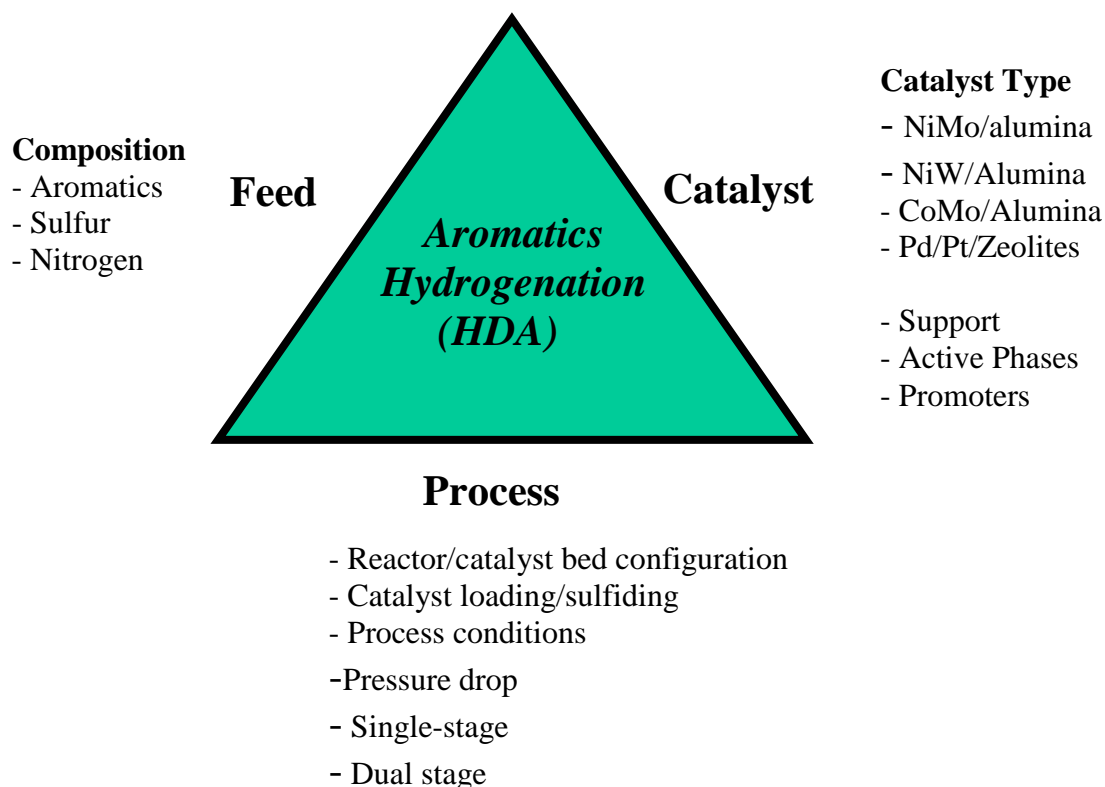 Composition
- Aromatics
- Sulfur
- Nitrogen
Feed
Aromatics
Hydrogenation
(HDA)
Catalyst
Catalyst Type
- NiMo/alumina
- NiW/Alumina
- CoMo/Alumina
- Pd/Pt/Zeolites
- Support
- Active Phases
- Promoters
Process
- Reactor/catalyst bed configuration
- Catalyst loading/sulfiding
- Process conditions
-Pressure drop
- Single-stage
- Dual stage